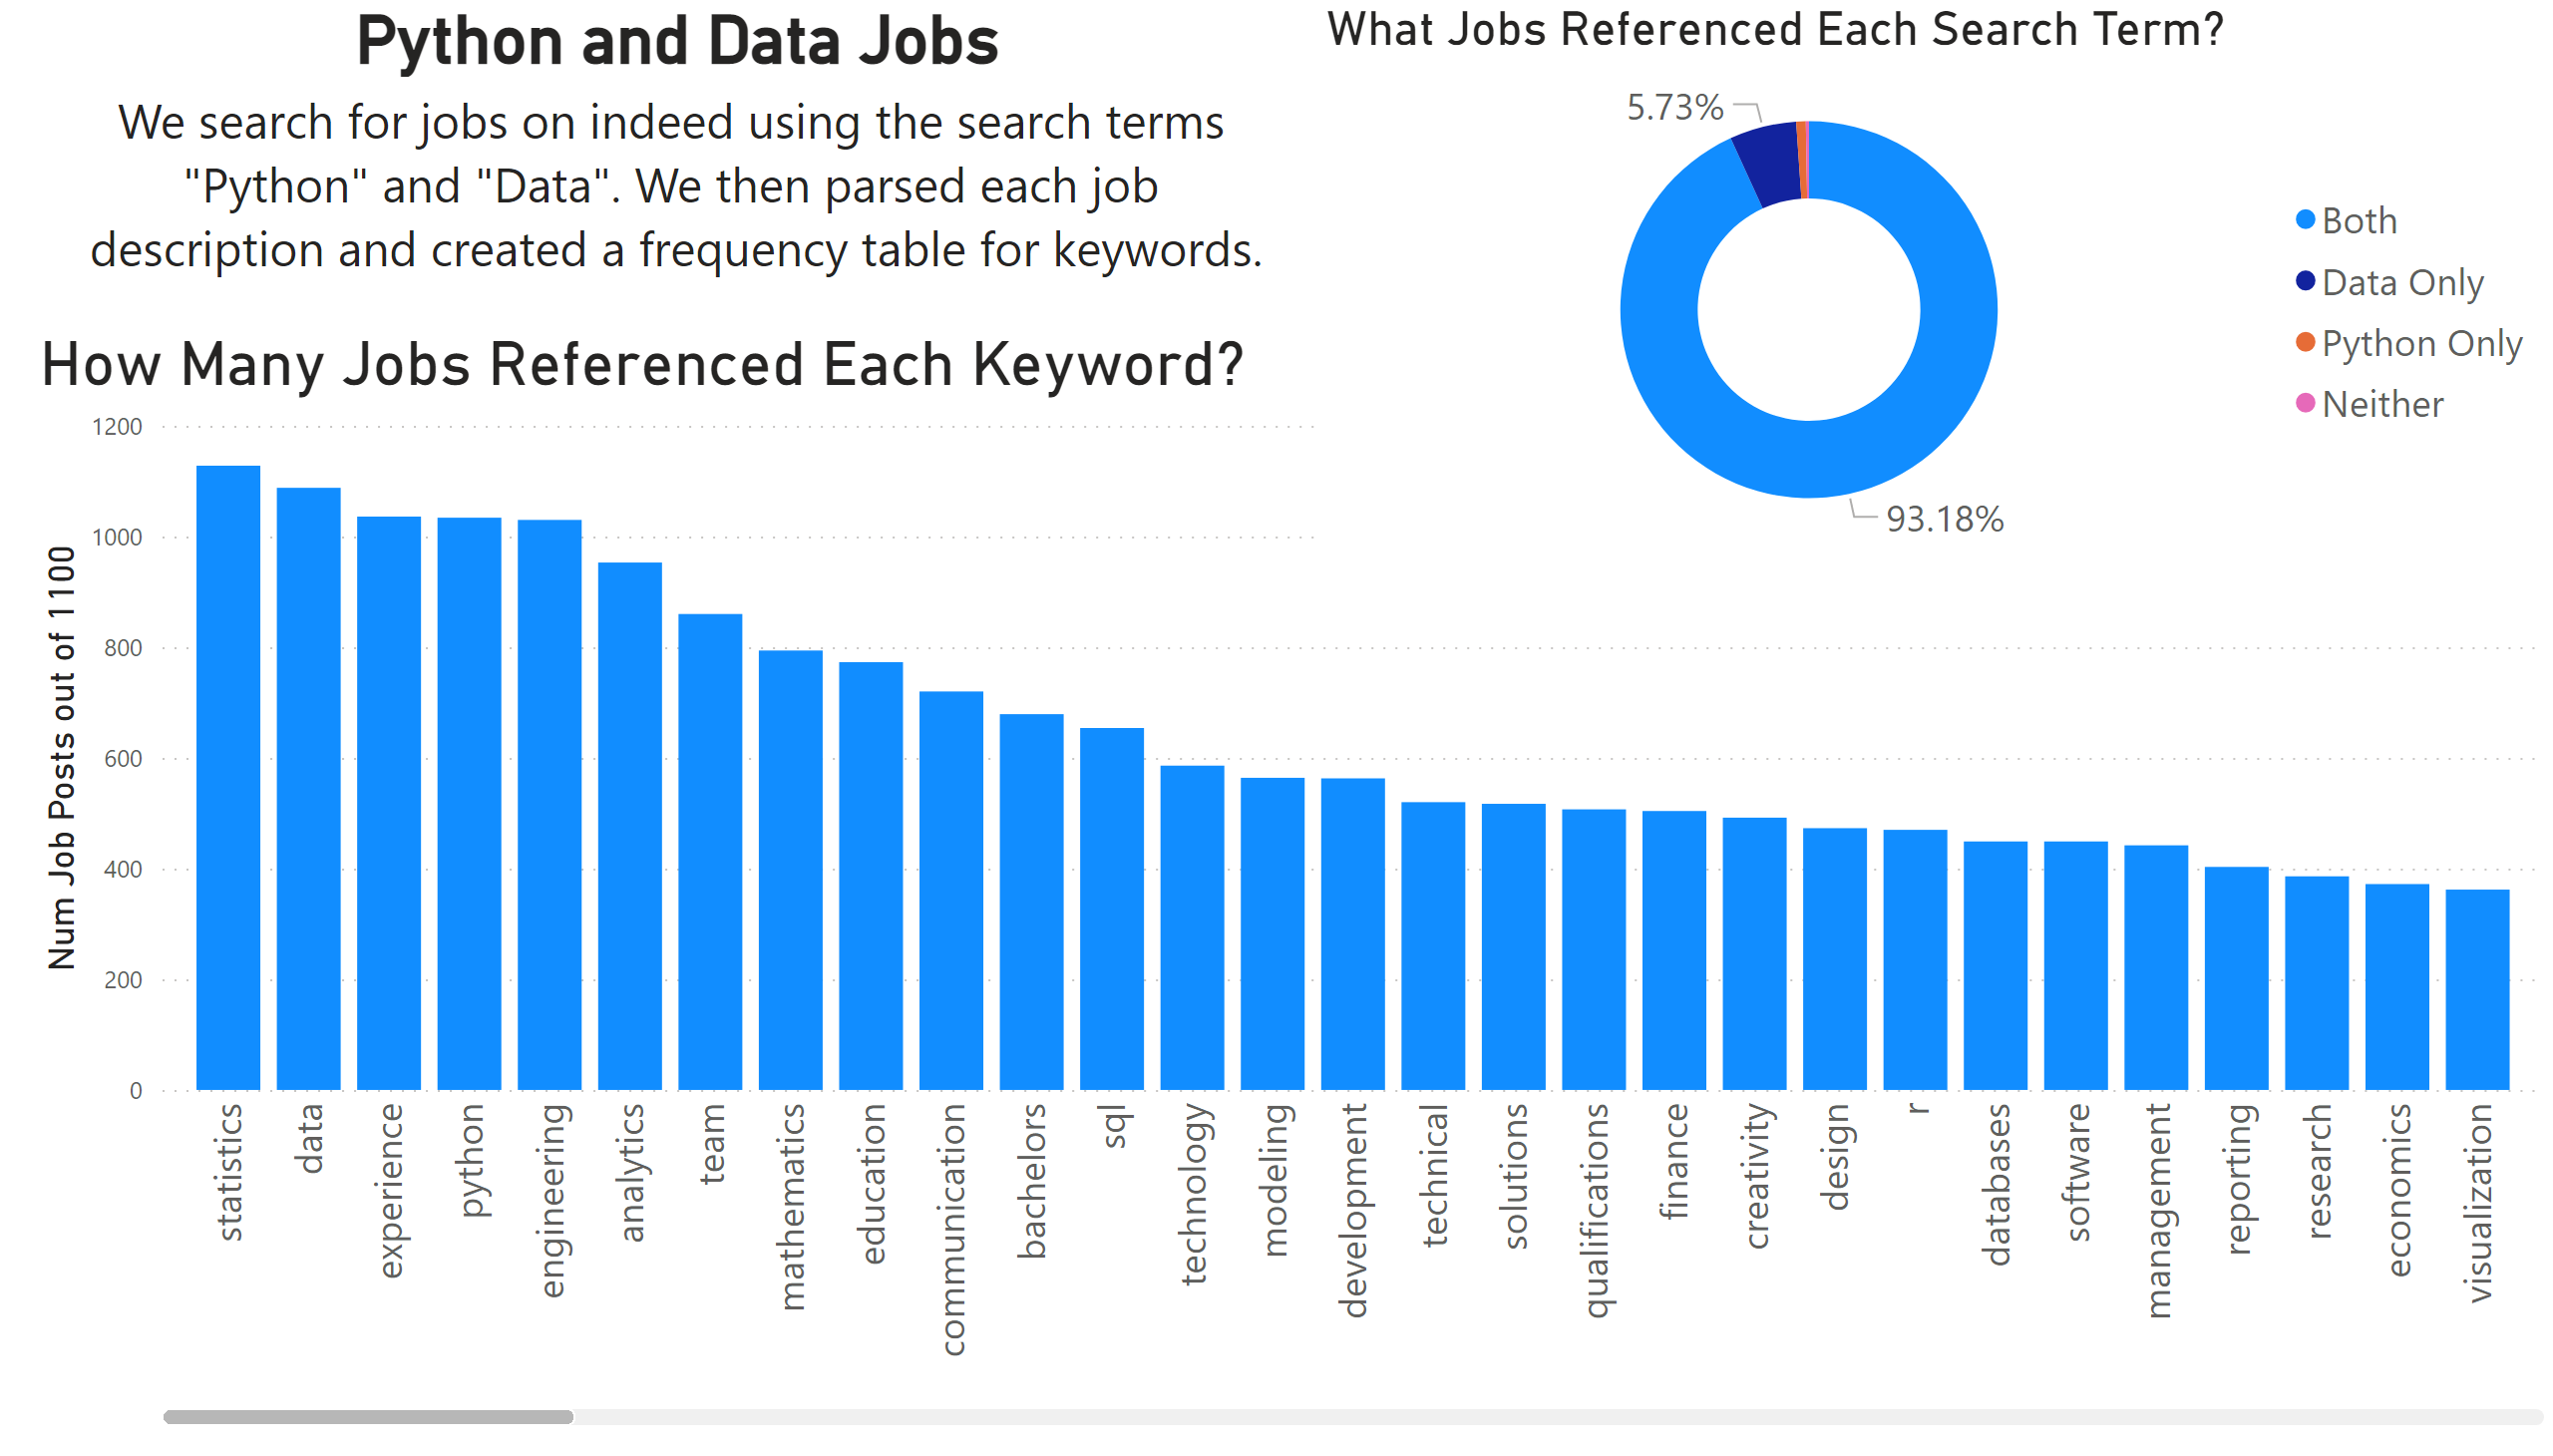 Python and Data Jobs
We search for jobs on indeed using the search terms
"Python" and "Data". We then parsed each job
description and created a frequency table for keywords.
What Jobs Referenced Each Search Term?
5.73%
93.18%
Both
Data Only
Python Only
Neither
How Many Jobs Referenced Each Keyword?
Num Job Posts out of 1100
1200
1000
800
600
400
200
0
statistics
data
experience
python
engineering
analytics
team
mathematics
education
communication
bachelors
sql
technology
modeling
development
technical
solutions
qualifications
finance
creativity
design
r
databases
software
management
reporting
research
economics
visualization